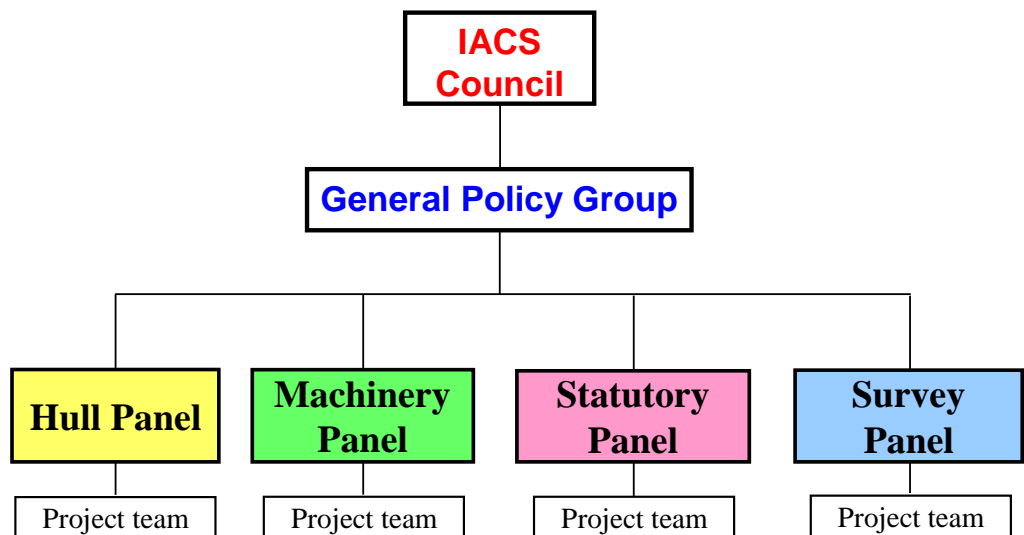 IACS
Council
General Policy Group
Hull Panel
Machinery
Panel
Statutory
Panel
Survey
Panel
Project team
Project team
Project team
Project team